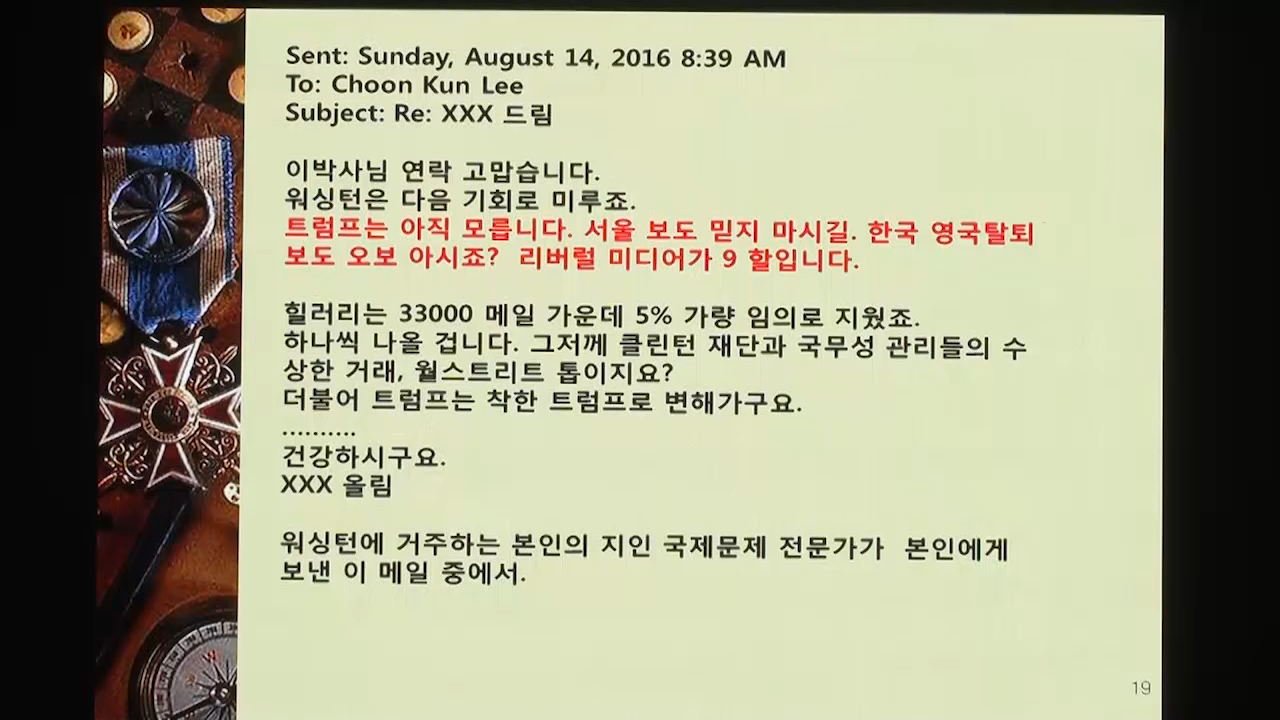 Sent: Sunday, August 14, 2016 8:39 AM
To: Choon Kun Lee
Subject: Re: XXX 드림
이박사님 연락 고맙습니다.
워싱턴은 다음 기회로 미루죠.
트럼프는 아직 모릅니다. 서울 보도 믿지 마시길. 한국 영국탈퇴
보도 오보 아시죠? 리버럴 미디어가 9 할입니다.
힐러리는 33000 메일 가운데 5% 가량 임의로 지웠죠.
하나씩 나올 겁니다. 그저께 클린턴 재단과 국무성 관리들의 수
상한 거래, 월스트리트 톱이지요?
더불어 트럼프는 착한 트럼프로 변해가구요.
..........
건강하시구요.
XXX 올림
워싱턴에 거주하는 본인의 지인 국제문제 전문가가 본인에게
보낸 이 메일 중에서.
19